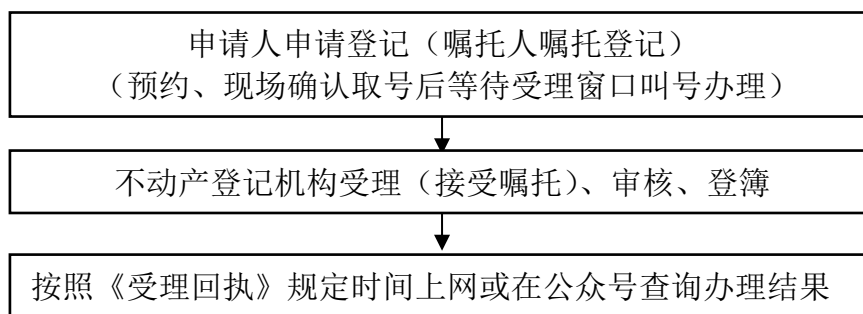 申请人申请登记（嘱托人嘱托登记）
（预约、现场确认取号后等待受理窗口叫号办理）
不动产登记机构受理（接受嘱托）、审核、登簿
按照《受理回执》规定时间上网或在公众号查询办理结果